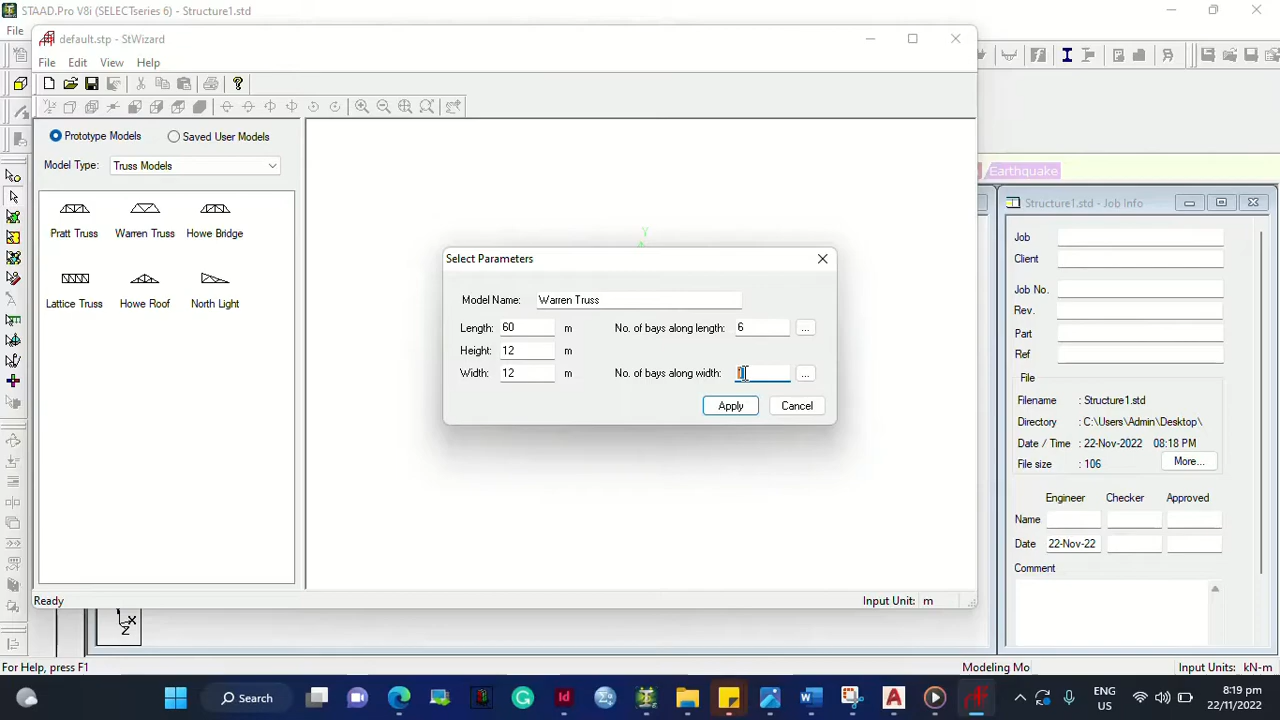 STAAD.Pro V8i (SELECTseries 6) - Structure1.std
File
default.stp - StWizard
File Edit View Help
Prototype Models Saved User Models
Model Type: Truss Models
Pratt Truss Warren Truss Howe Bridge
Lattice Truss Howe Roof North Light
Y
Select Parameters
Model Name: Warren Truss
Length: 60 m No. of bays along length: 6 ...
Height: 12 m
Width: 12 m No. of bays along width: ...
Apply Cancel
Ready Input Unit: m
Earthquake
Structure1.std - Job Info
Job
Client
Job No.
Rev.
Part
Ref
File
Filename : Structure1.std
Directory : C:\Users\Admin\Desktop\
Date / Time : 22-Nov-2022 08:18 PM
File size : 106 More...
Engineer Checker Approved
Name
Date 22-Nov-22
Comment
X
Z
For Help, press F1 Modeling Mo Input Units: kN-m
Search
ENG
US
8:19 pm
22/11/2022